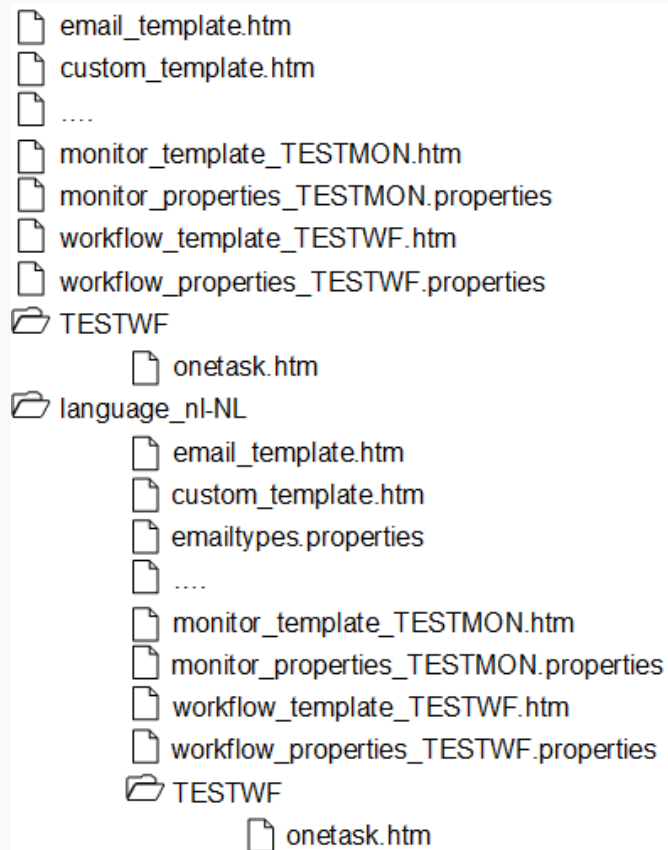 email_template.htm
custom_template.htm
....
monitor_template_TESTMON.htm
monitor_properties_TESTMON.properties
workflow_template_TESTWF.htm
workflow_properties_TESTWF.properties
TESTWF
onetask.htm
language_nl-NL
email_template.htm
custom_template.htm
emailtypes.properties
....
monitor_template_TESTMON.htm
monitor_properties_TESTMON.properties
workflow_template_TESTWF.htm
workflow_properties_TESTWF.properties
TESTWF
onetask.htm